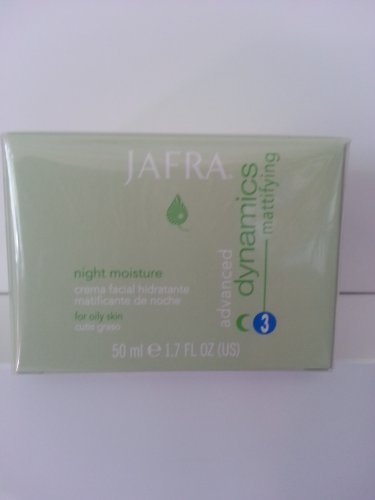 JAFRA
night moisture
crema facial hidratante
matificante de noche
for oily skin
cutis graso
50 ml e 1.7 FL OZ (US)
advanced
dynamics
mattifying
3